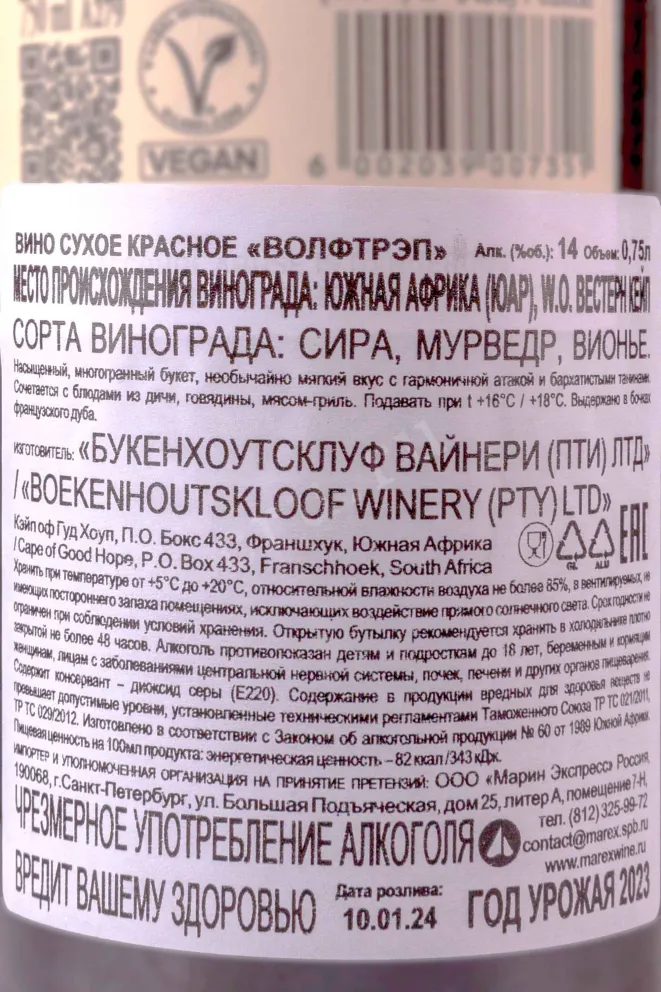 VEGAN
6 002039 007359
ВИНО СУХОЕ КРАСНОЕ «ВОЛФТРЭП» Алк. (%об.): 14 Объем: 0,75л
МЕСТО ПРОИСХОЖДЕНИЯ ВИНОГРАДА: ЮЖНАЯ АФРИКА (ЮАР), W.O. ВЕСТЕРН КЕЙП
СОРТА ВИНОГРАДА: СИРА, МУРВЕДР, ВИОНЬЕ.
Насыщенный, многогранный букет, необычайно мягкий вкус с гармоничной атакой и бархатистыми танинами.
Сочетается с блюдами из дичи, говядины, мясом-гриль. Подавать при t +16°C / +18°C. Выдержано в бочках
французского дуба.
ИЗГОТОВИТЕЛЬ: «БУКЕНХОУТСКЛУФ ВАЙНЕРИ (ПТИ) ЛТД»
/ «BOEKENHOUTSKLOOF WINERY (PTY) LTD»
Кэйп оф Гуд Хоуп, П.О. Бокс 433, Франшхук, Южная Африка
/ Cape of Good Hope, P.O. Box 433, Franschhoek, South Africa
GL ALU EAC
Хранить при температуре от +5°C до +20°C, относительной влажности воздуха не более 85%, в вентилируемых, не
имеющих постороннего запаха помещениях, исключающих воздействие прямого солнечного света. Срок годности не
ограничен при соблюдении условий хранения. Открытую бутылку рекомендуется хранить в холодильнике плотно
закрытой не более 48 часов. Алкоголь противопоказан детям и подросткам до 18 лет, беременным и кормящим
женщинам, лицам с заболеваниями центральной нервной системы, почек, печени и других органов пищеварения.
Содержит консервант – диоксид серы (E220). Содержание в продукции вредных для здоровья веществ не
превышает допустимые уровни, установленные техническими регламентами Таможенного Союза ТР ТС 021/2011,
ТР ТС 029/2012. Изготовлено в соответствии с Законом об алкогольной продукции № 60 от 1989 Южной Африки.
Пищевая ценность на 100мл продукта: энергетическая ценность – 82 ккал/343 кДж.
ИМПОРТЕР И УПОЛНОМОЧЕННАЯ ОРГАНИЗАЦИЯ НА ПРИНЯТИЕ ПРЕТЕНЗИЙ: ООО «Марин Экспресс» Россия,
190068, г.Санкт-Петербург, ул. Большая Подъяческая, дом 25, литер А, помещение 7-Н,
тел. (812) 325-99-72
contact@marex.spb.ru
www.marexwine.ru
ЧРЕЗМЕРНОЕ УПОТРЕБЛЕНИЕ АЛКОГОЛЯ
ВРЕДИТ ВАШЕМУ ЗДОРОВЬЮ
Дата розлива:
10.01.24
ГОД УРОЖАЯ 2023